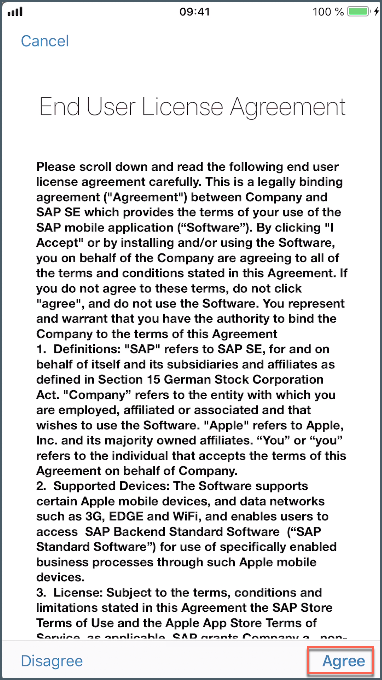 09:41
100 %
Cancel
End User License Agreement
Please scroll down and read the following end user
license agreement carefully. This is a legally binding
agreement ("Agreement") between Company and
SAP SE which provides the terms of your use of the
SAP mobile application (“Software”). By clicking "I
Accept" or by installing and/or using the Software,
you on behalf of the Company are agreeing to all of
the terms and conditions stated in this Agreement. If
you do not agree to these terms, do not click
"agree", and do not use the Software. You represent
and warrant that you have the authority to bind the
Company to the terms of this Agreement
1.  Definitions: "SAP" refers to SAP SE, for and on
behalf of itself and its subsidiaries and affiliates as
defined in Section 15 German Stock Corporation
Act. "Company” refers to the entity with which you
are employed, affiliated or associated and that
wishes to use the Software. "Apple" refers to Apple,
Inc. and its majority owned affiliates. “You” or “you”
refers to the individual that accepts the terms of this
Agreement on behalf of Company.
2.  Supported Devices: The Software supports
certain Apple mobile devices, and data networks
such as 3G, EDGE and WiFi, and enables users to
access  SAP Backend Standard Software  (“SAP
Standard Software”) for use of specifically enabled
business processes through such Apple mobile
devices.
3.  License: Subject to the terms, conditions and
limitations stated in this Agreement the SAP Store
Terms of Use and the Apple App Store Terms of
Service, as applicable, SAP grants Company a  non-
Disagree
Agree